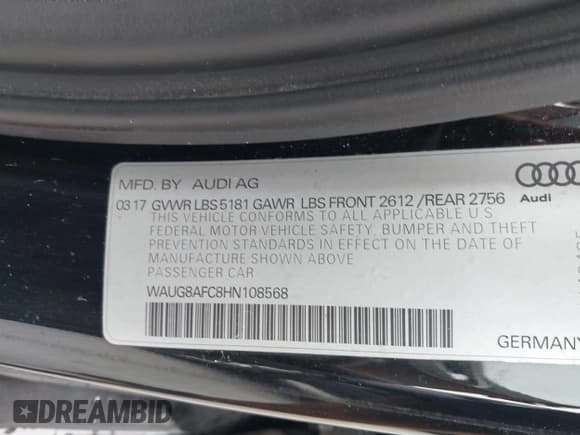 MFD. BY AUDI AG
03 17 GVWR LBS 5181 GAWR LBS FRONT 2612 /REAR 2756
Audi
THIS VEHICLE CONFORMS TO ALL APPLICABLE U.S
FEDERAL MOTOR VEHICLE SAFETY, BUMPER AND THEFT
PREVENTION STANDARDS IN EFFECT ON THE DATE OF
MANUFACTURE SHOWN ABOVE
PASSENGER CAR
WAUG8AFC8HN108568
GERMANY
DREAMBID